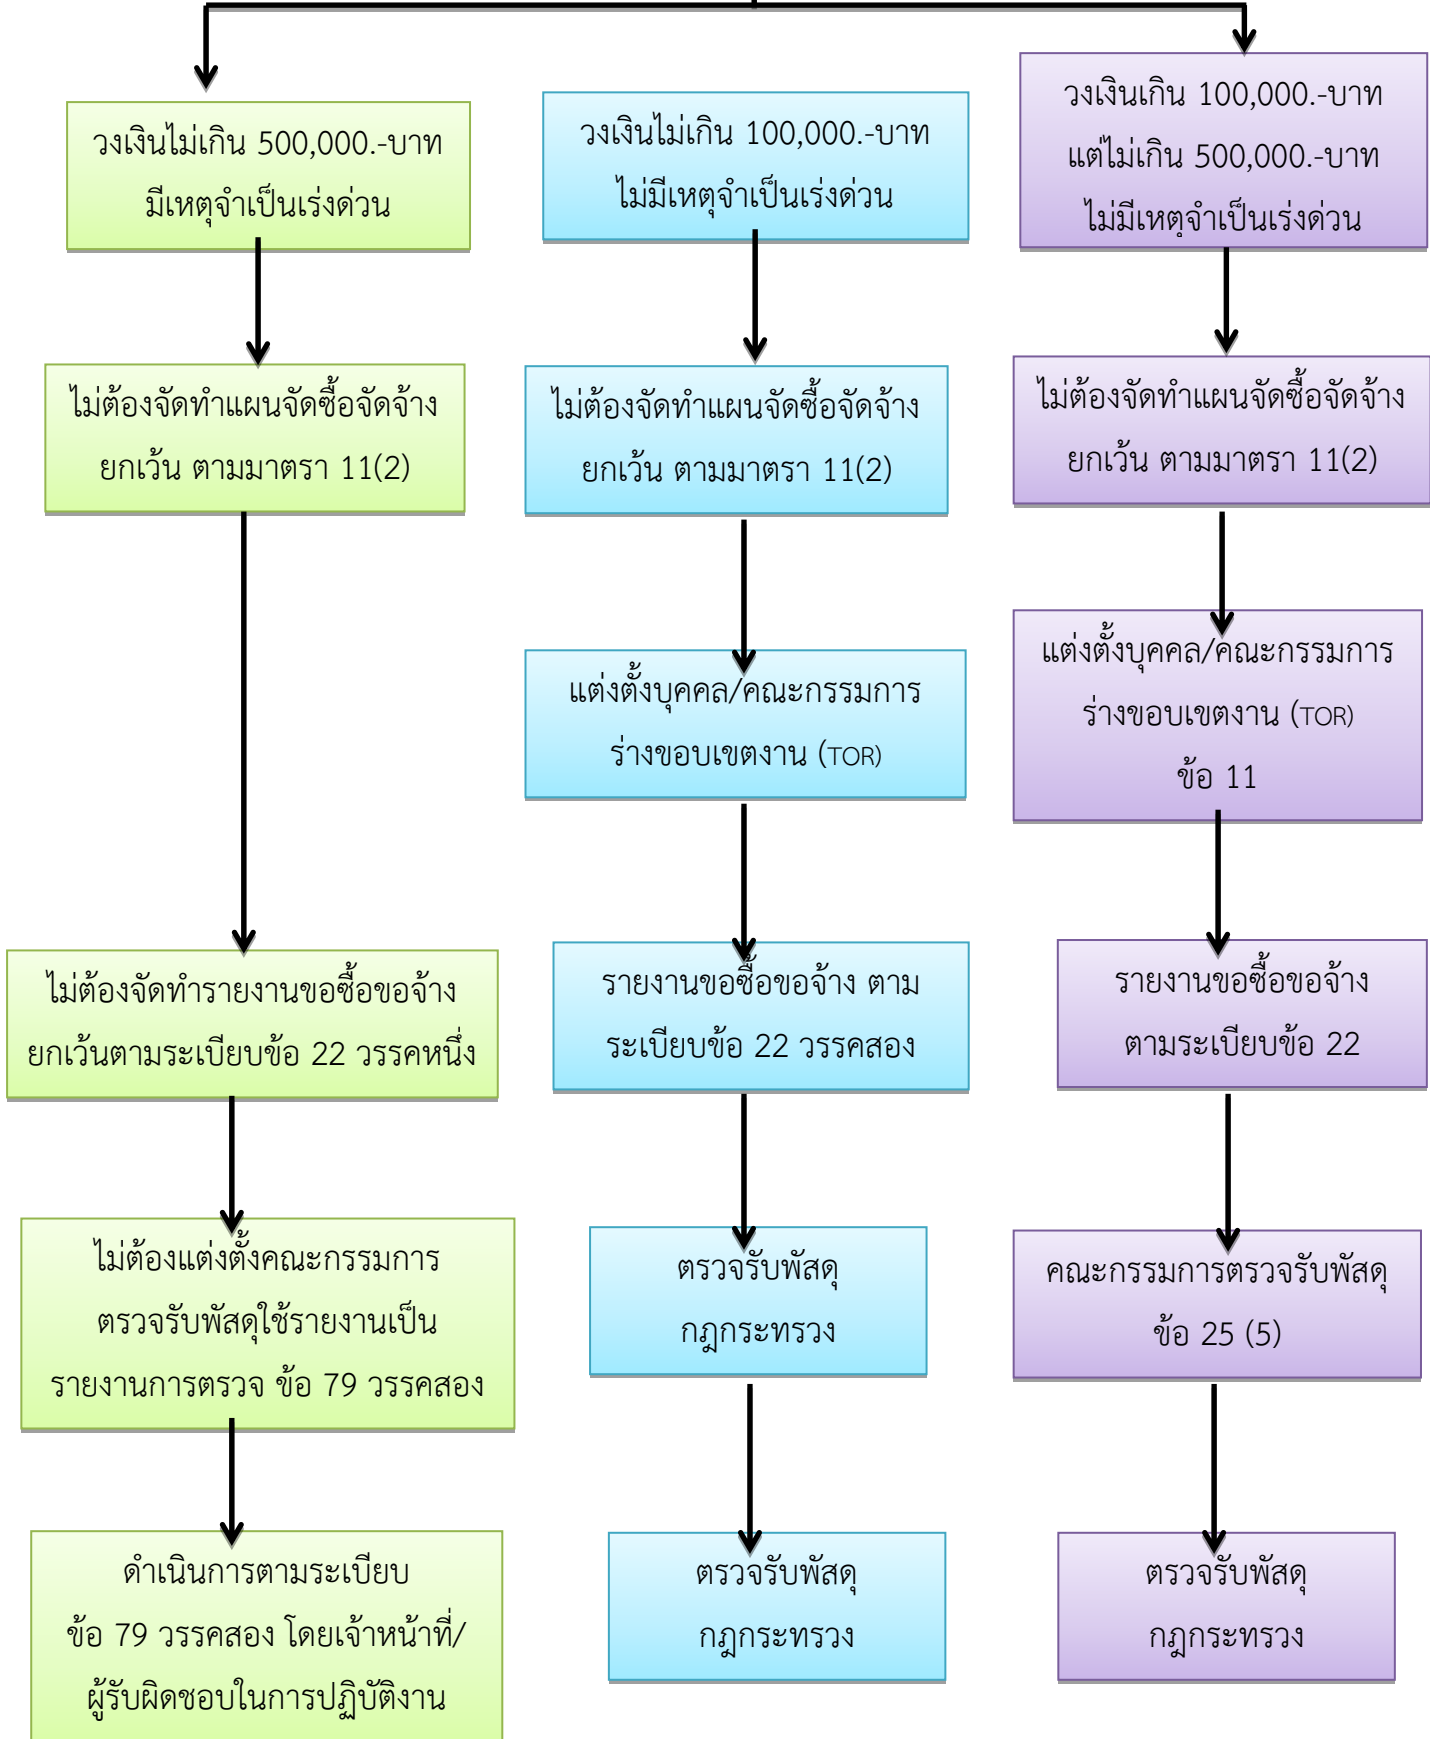 วงเงินไม่เกิน 500,000.-บาท
มีเหตุจำเป็นเร่งด่วน
ไม่ต้องจัดทำแผนจัดซื้อจัดจ้าง
ยกเว้น ตามมาตรา 11(2)
ไม่ต้องจัดทำรายงานขอซื้อขอจ้าง
ยกเว้นตามระเบียบข้อ 22 วรรคหนึ่ง
ไม่ต้องแต่งตั้งคณะกรรมการ
ตรวจรับพัสดุใช้รายงานเป็น
รายงานการตรวจ ข้อ 79 วรรคสอง
ดำเนินการตามระเบียบ
ข้อ 79 วรรคสอง โดยเจ้าหน้าที่/
ผู้รับผิดชอบในการปฏิบัติงาน
วงเงินไม่เกิน 100,000.-บาท
ไม่มีเหตุจำเป็นเร่งด่วน
ไม่ต้องจัดทำแผนจัดซื้อจัดจ้าง
ยกเว้น ตามมาตรา 11(2)
แต่งตั้งบุคคล/คณะกรรมการ
ร่างขอบเขตงาน (TOR)
รายงานขอซื้อขอจ้าง ตาม
ระเบียบข้อ 22 วรรคสอง
ตรวจรับพัสดุ
กฎกระทรวง
ตรวจรับพัสดุ
กฎกระทรวง
วงเงินเกิน 100,000.-บาท
แต่ไม่เกิน 500,000.-บาท
ไม่มีเหตุจำเป็นเร่งด่วน
ไม่ต้องจัดทำแผนจัดซื้อจัดจ้าง
ยกเว้น ตามมาตรา 11(2)
แต่งตั้งบุคคล/คณะกรรมการ
ร่างขอบเขตงาน (TOR)
ข้อ 11
รายงานขอซื้อขอจ้าง
ตามระเบียบข้อ 22
คณะกรรมการตรวจรับพัสดุ
ข้อ 25 (5)
ตรวจรับพัสดุ
กฎกระทรวง